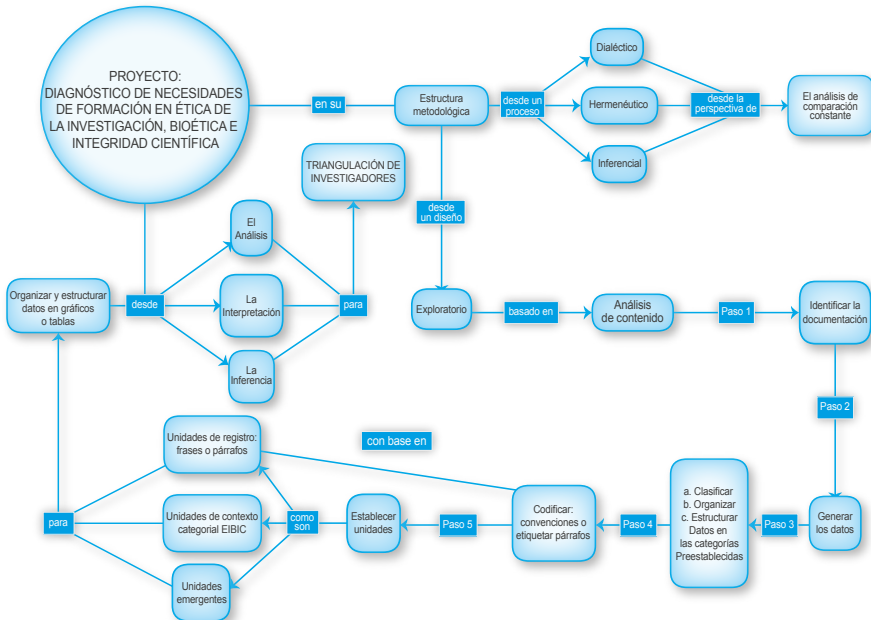 PROYECTO:
DIAGNÓSTICO DE NECESIDADES
DE FORMACIÓN EN ÉTICA DE
LA INVESTIGACIÓN, BIOÉTICA E
INTEGRIDAD CIENTÍFICA
en su
Estructura
metodológica
desde un
proceso
Dialéctico
Hermenéutico
Inferencial
desde la
perspectiva de
El análisis de
comparación
constante
TRIANGULACIÓN DE
INVESTIGADORES
desde
un diseño
El
Análisis
La
Interpretación
La
Inferencia
Organizar y estructurar
datos en gráficos
o tablas
desde
para
Exploratorio
basado en
Análisis
de contenido
Paso 1
Identificar la
documentación
Paso 2
Generar
los datos
Paso 3
a. Clasificar
b. Organizar
c. Estructurar
Datos en
las categorías
Preestablecidas
Paso 4
Codificar:
convenciones o
etiquetar párrafos
con base en
Paso 5
Establecer
unidades
como
son
Unidades de registro:
frases o párrafos
Unidades de contexto
categorial EIBIC
Unidades
emergentes
para